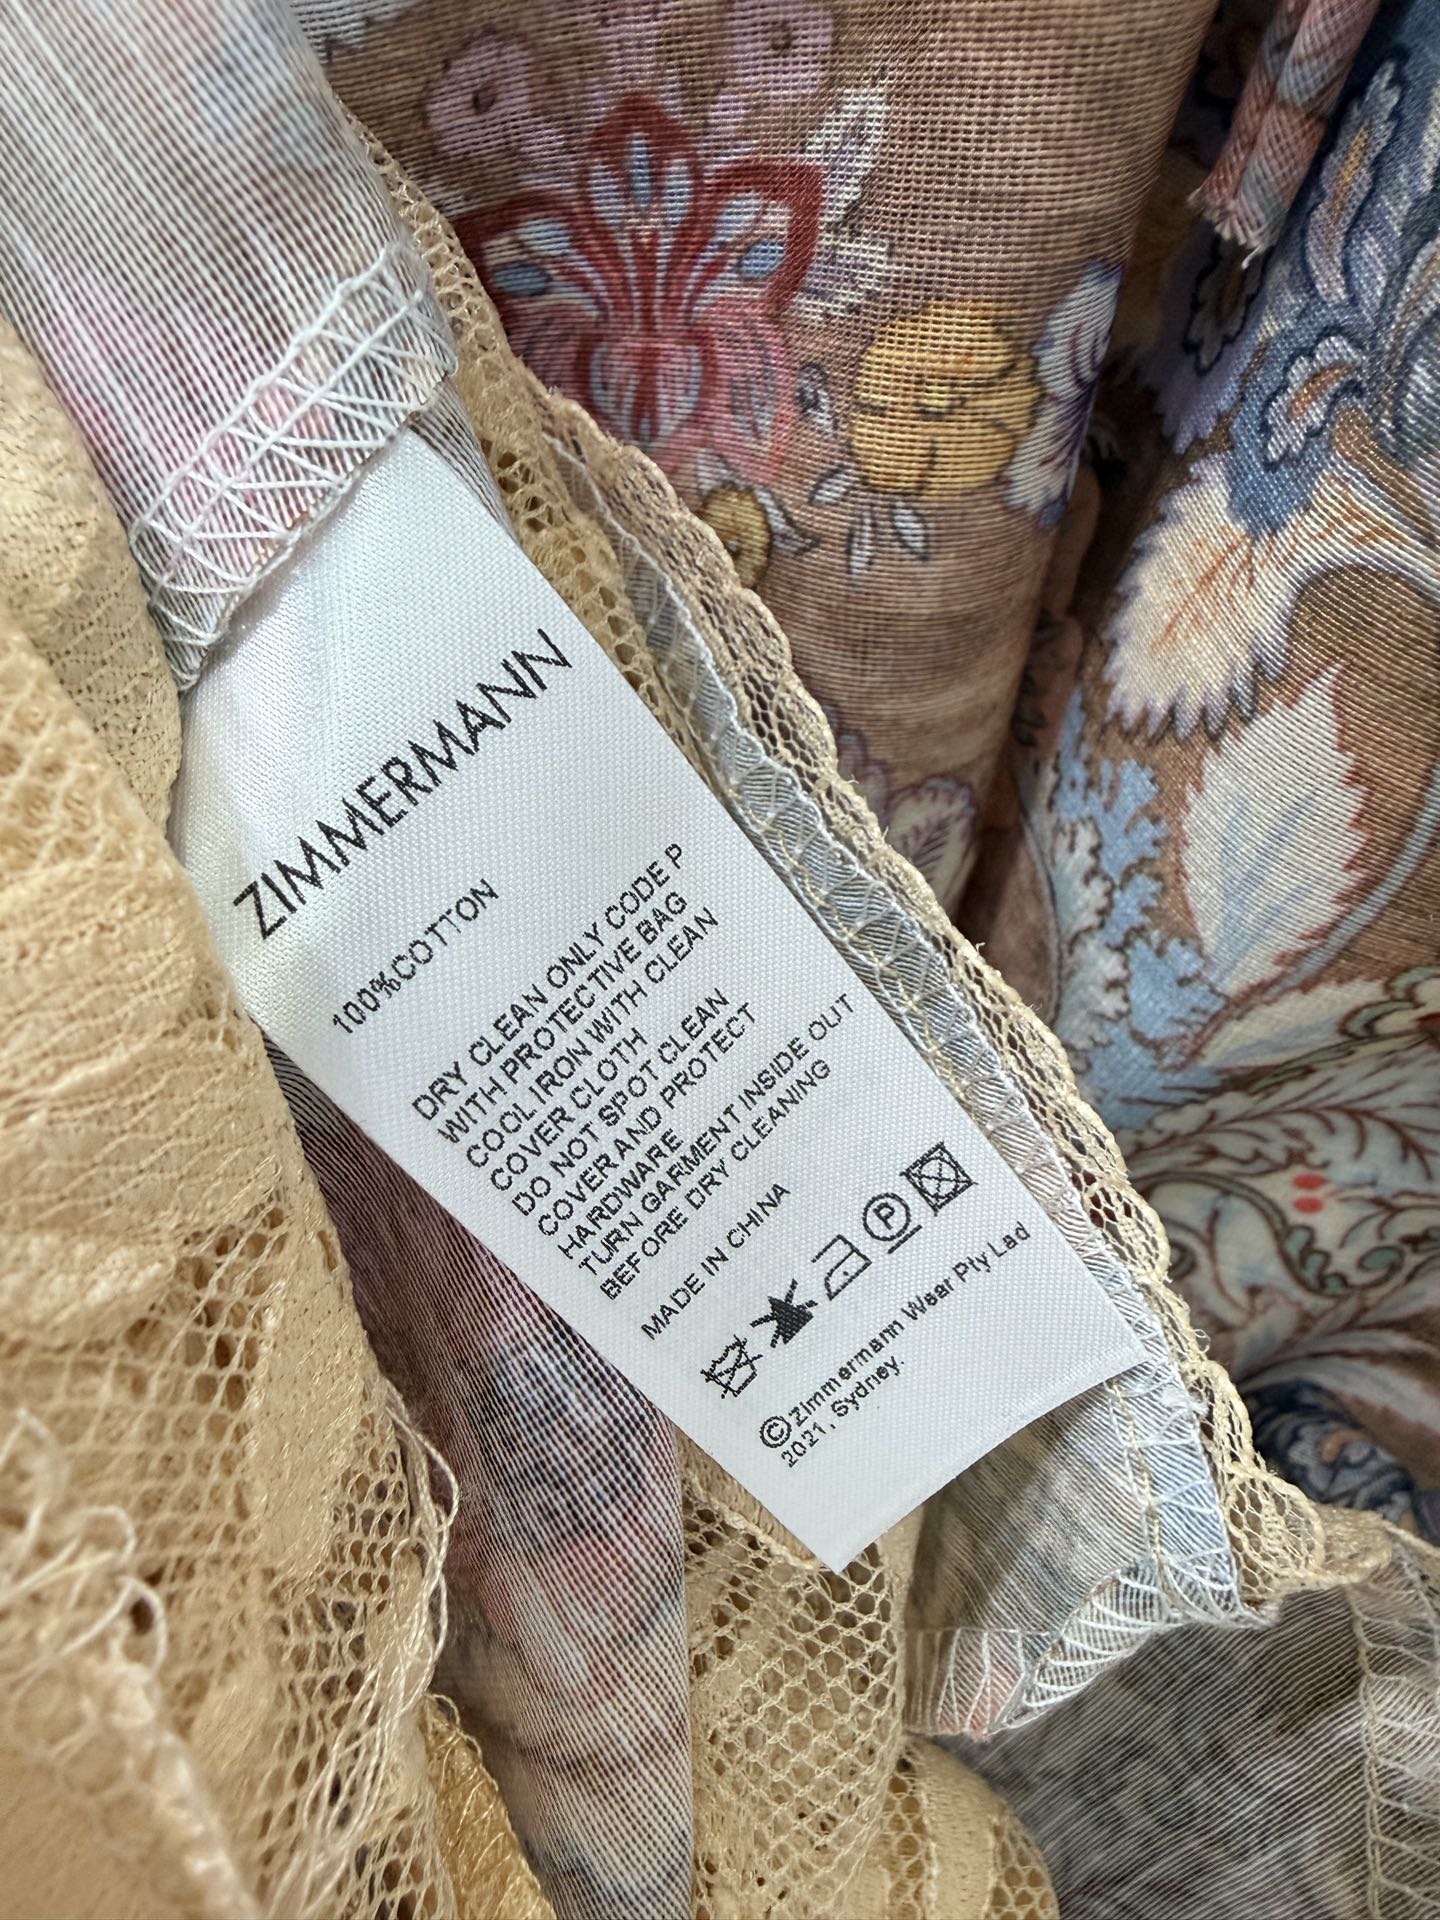 ZIMMERMANN
100%COTTON
DRY CLEAN ONLY CODE P
WITH PROTECTIVE BAG
COOL IRON WITH CLEAN
COVER CLOTH
DO NOT SPOT CLEAN
COVER AND PROTECT
HARDWARE
TURN GARMENT INSIDE OUT
BEFORE DRY CLEANING
MADE IN CHINA
P
©Zimmermann Wear Pty Lad
2021, Sydney.